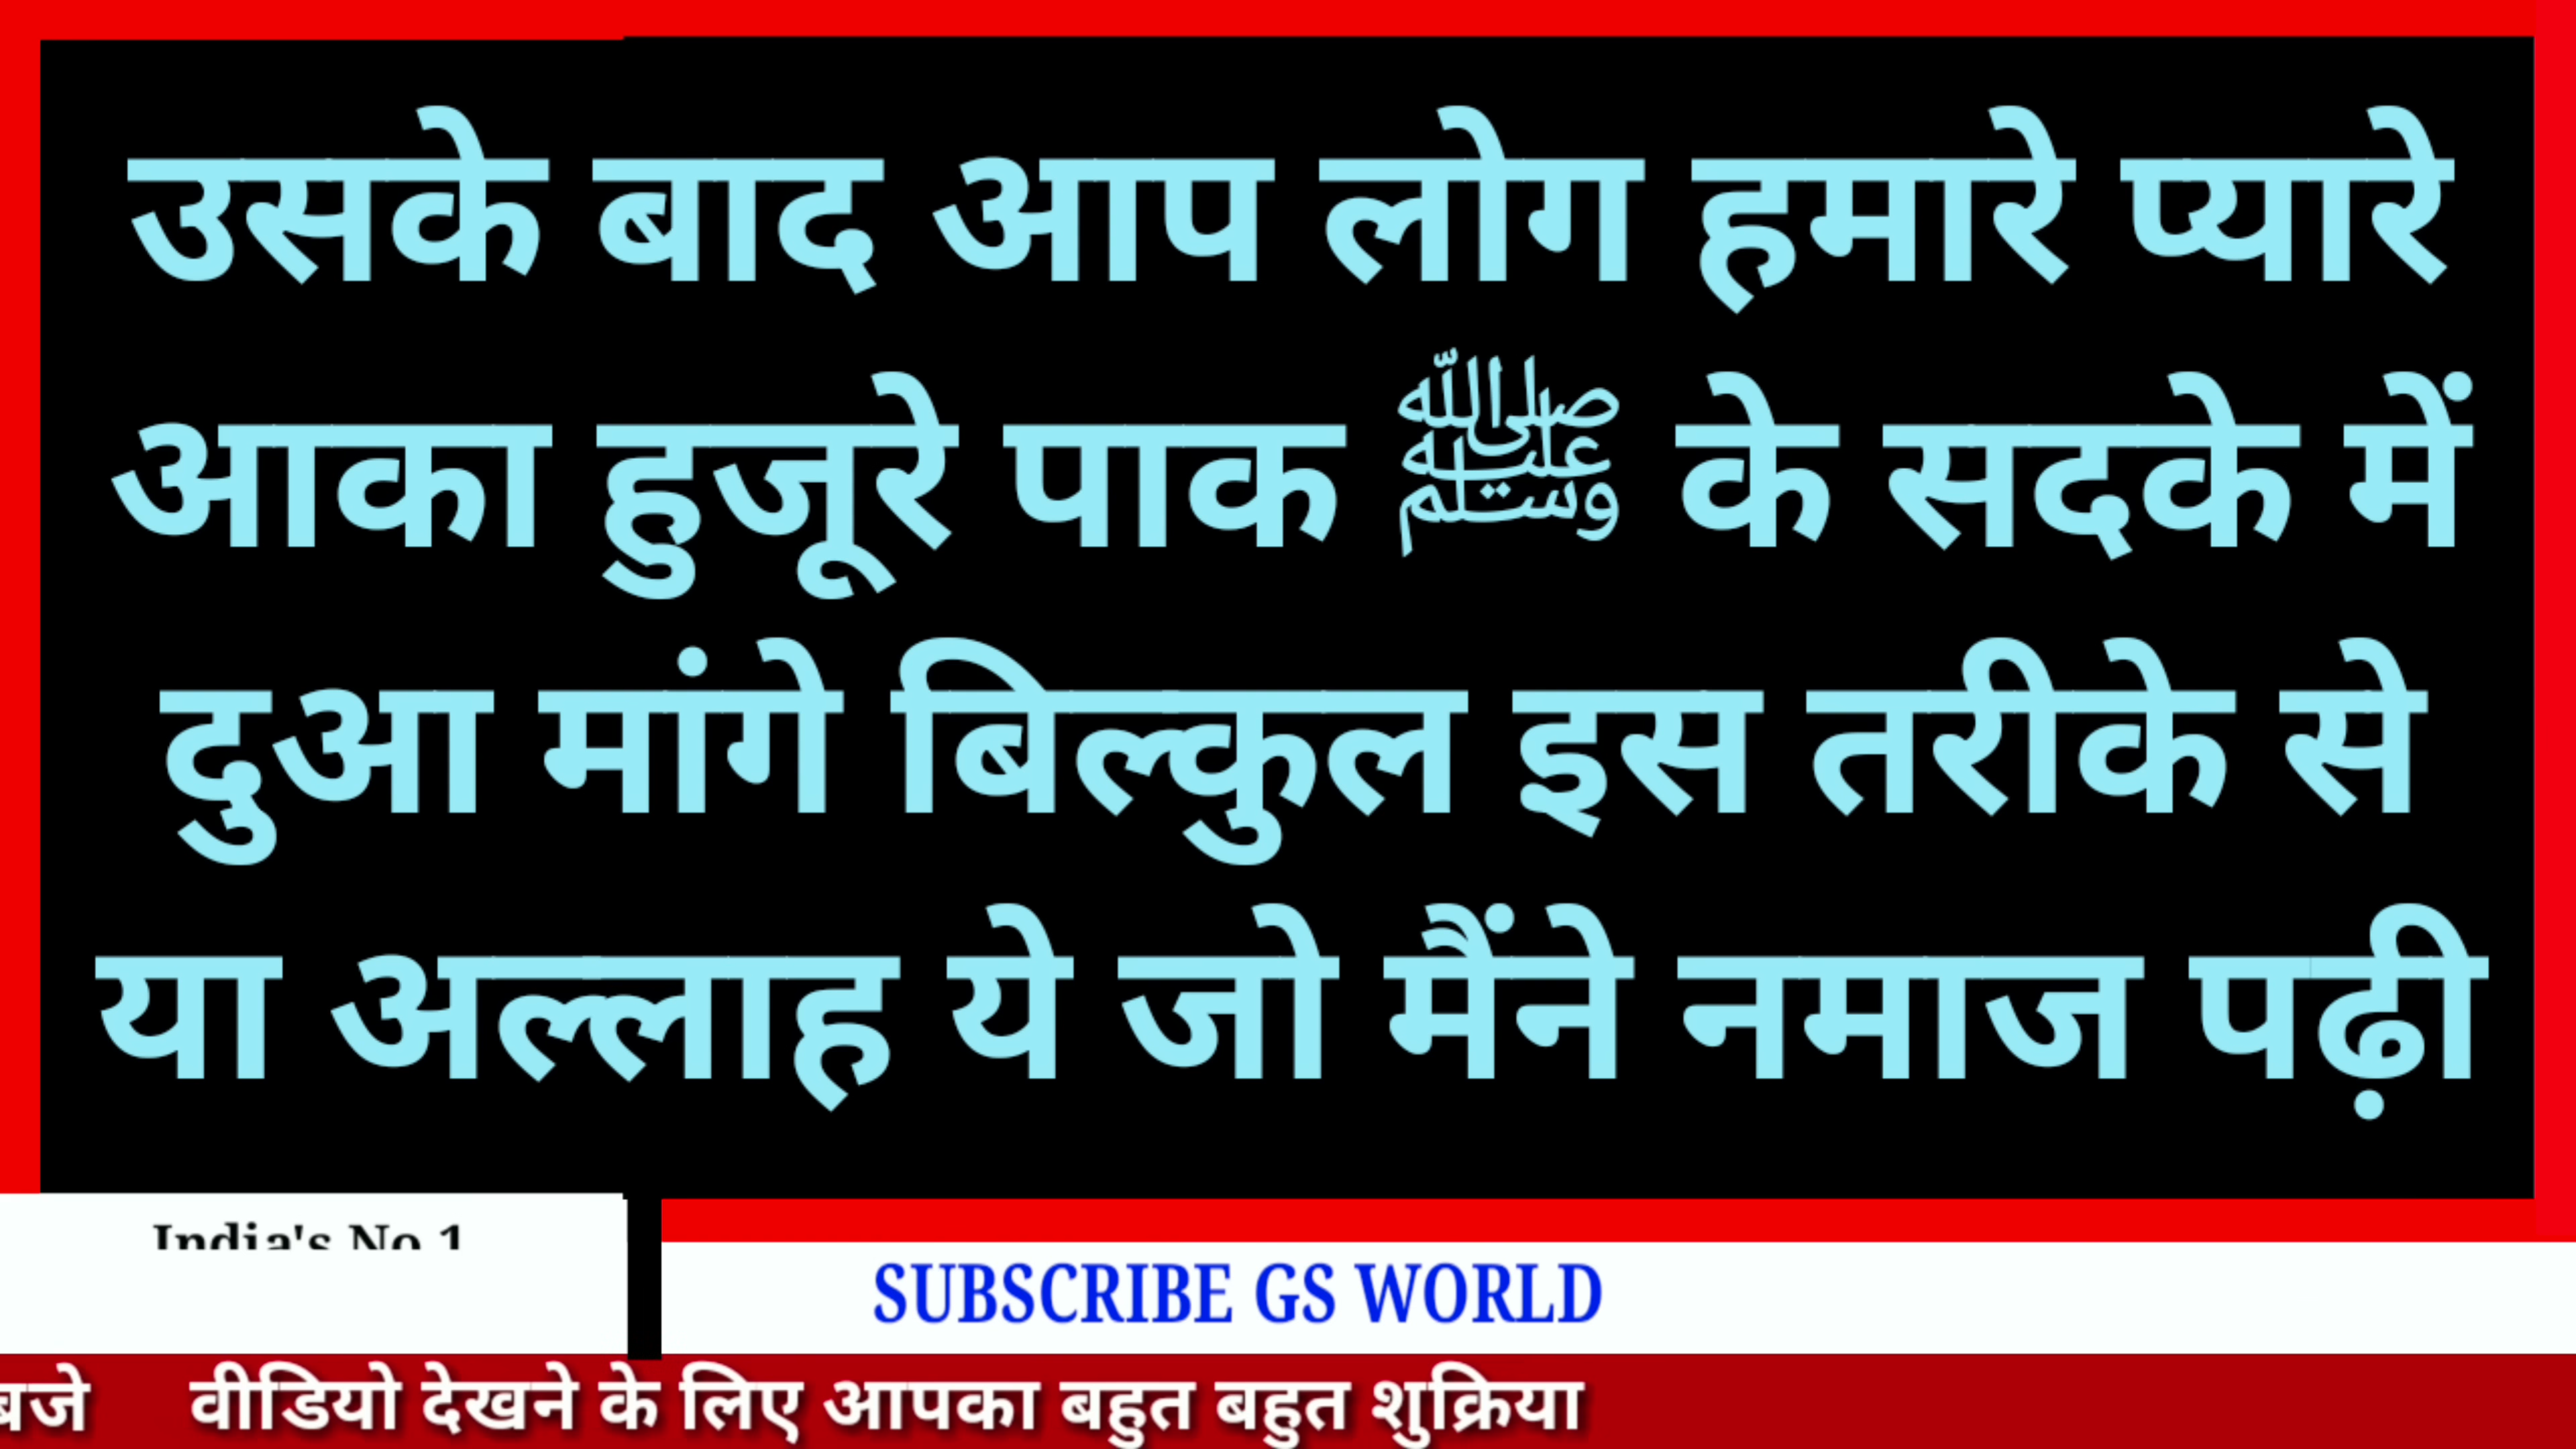 उसके बाद आप लोग हमारे प्यारे
आका हुजूरे पाक ﷺ के सदके में
दुआ मांगे बिल्कुल इस तरीके से
या अल्लाह ये जो मैंने नमाज पढ़ी
India's No 1
SUBSCRIBE GS WORLD
बजे वीडियो देखने के लिए आपका बहुत बहुत शुक्रिया